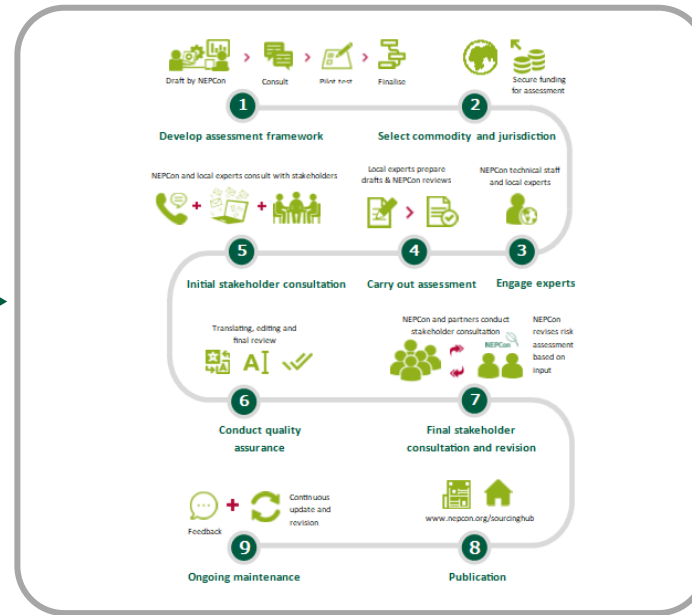 Draft by NEPCon
Consult
Pilot test
Finalise
Secure funding
for assessment
1
2
Develop assessment framework
Select commodity and jurisdiction
NEPCon and local experts consult with stakeholders
Local experts prepare
drafts & NEPCon reviews
NEPCon technical staff
and local experts
5
4
3
Initial stakeholder consultation
Carry out assessment
Engage experts
Translating, editing and
final review
A
NEPCon and partners conduct
stakeholder consultation
NEPCon
NEPCon
revises risk
assessment
based on
input
6
7
Conduct quality
assurance
Final stakeholder
consultation and revision
Feedback
Continuous
update and
revision
www.nepcon.org/sourcinghub
9
8
Ongoing maintenance
Publication